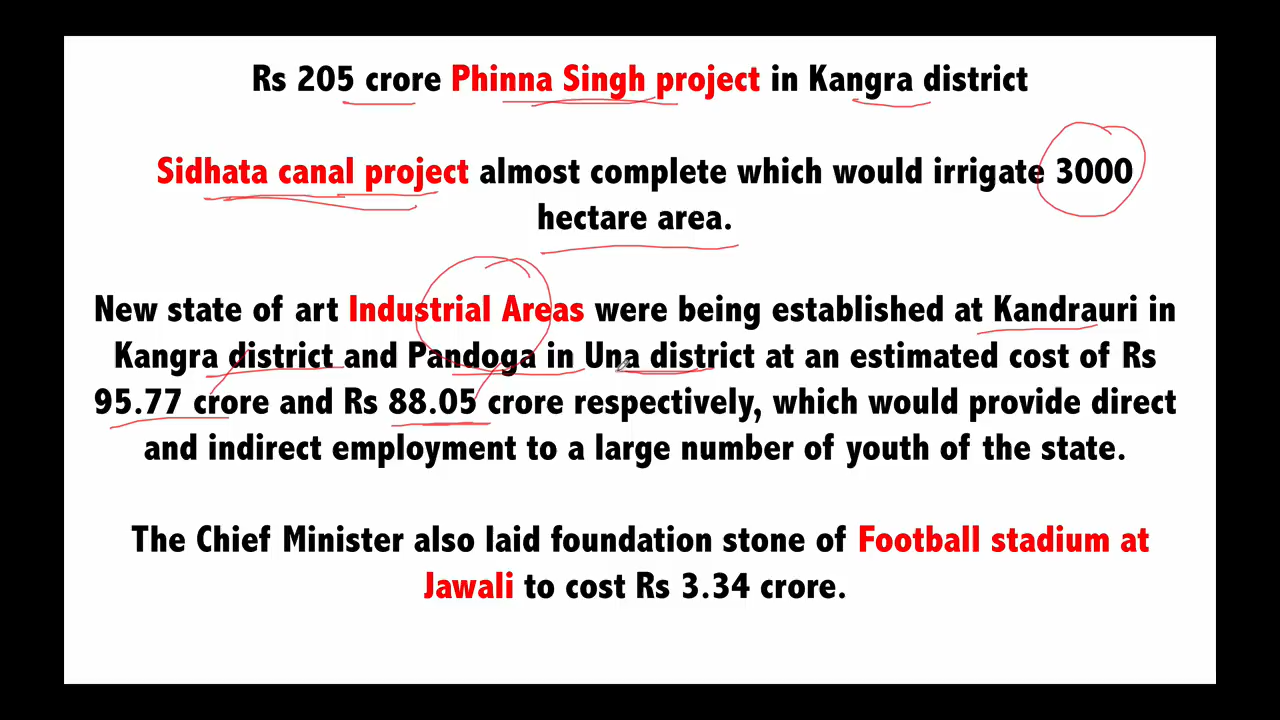 Rs 205 crore Phinna Singh project in Kangra district
Sidhata canal project almost complete which would irrigate 3000
hectare area.
New state of art Industrial Areas were being established at Kandrauri in
Kangra district and Pandoga in Una district at an estimated cost of Rs
95.77 crore and Rs 88.05 crore respectively, which would provide direct
and indirect employment to a large number of youth of the state.
The Chief Minister also laid foundation stone of Football stadium at
Jawali to cost Rs 3.34 crore.